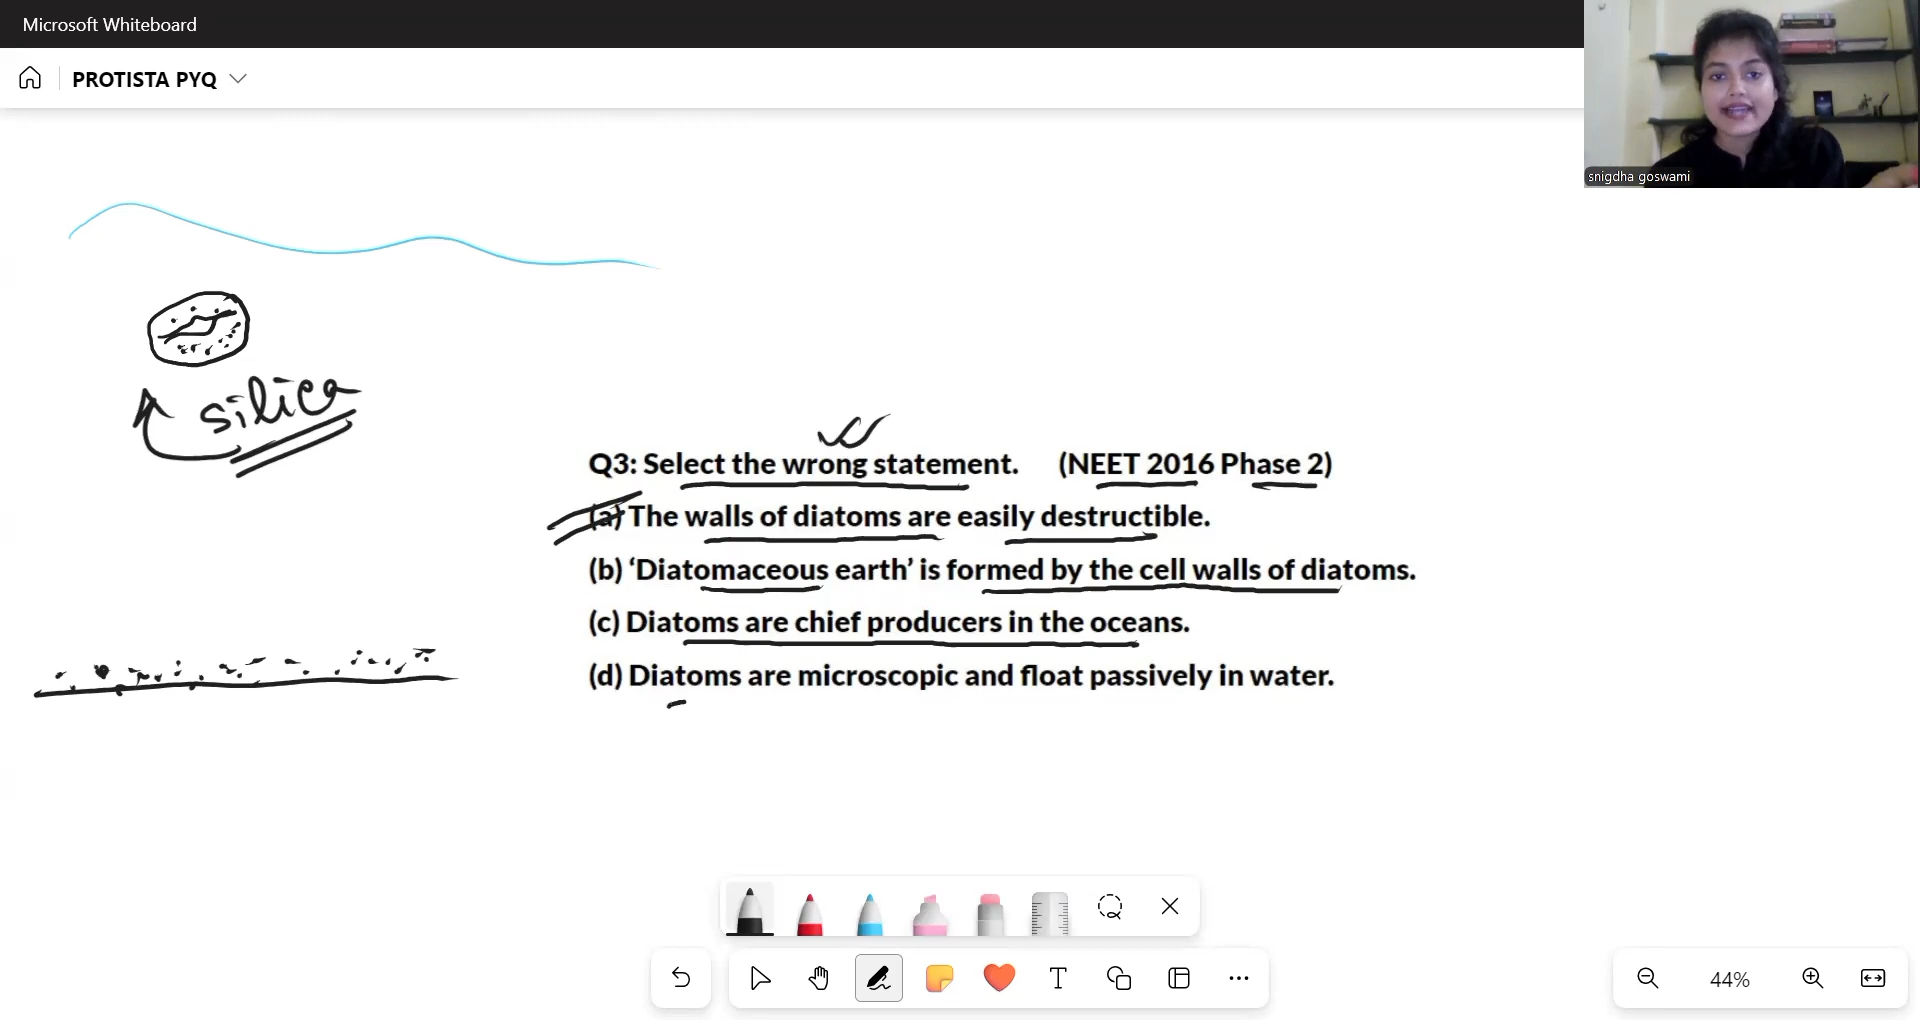 Microsoft Whiteboard
PROTISTA PYQ
snigdha goswami
silica
Q3: Select the wrong statement. (NEET 2016 Phase 2)
(a) The walls of diatoms are easily destructible.
(b) ‘Diatomaceous earth’ is formed by the cell walls of diatoms.
(c) Diatoms are chief producers in the oceans.
(d) Diatoms are microscopic and float passively in water.
T
44%